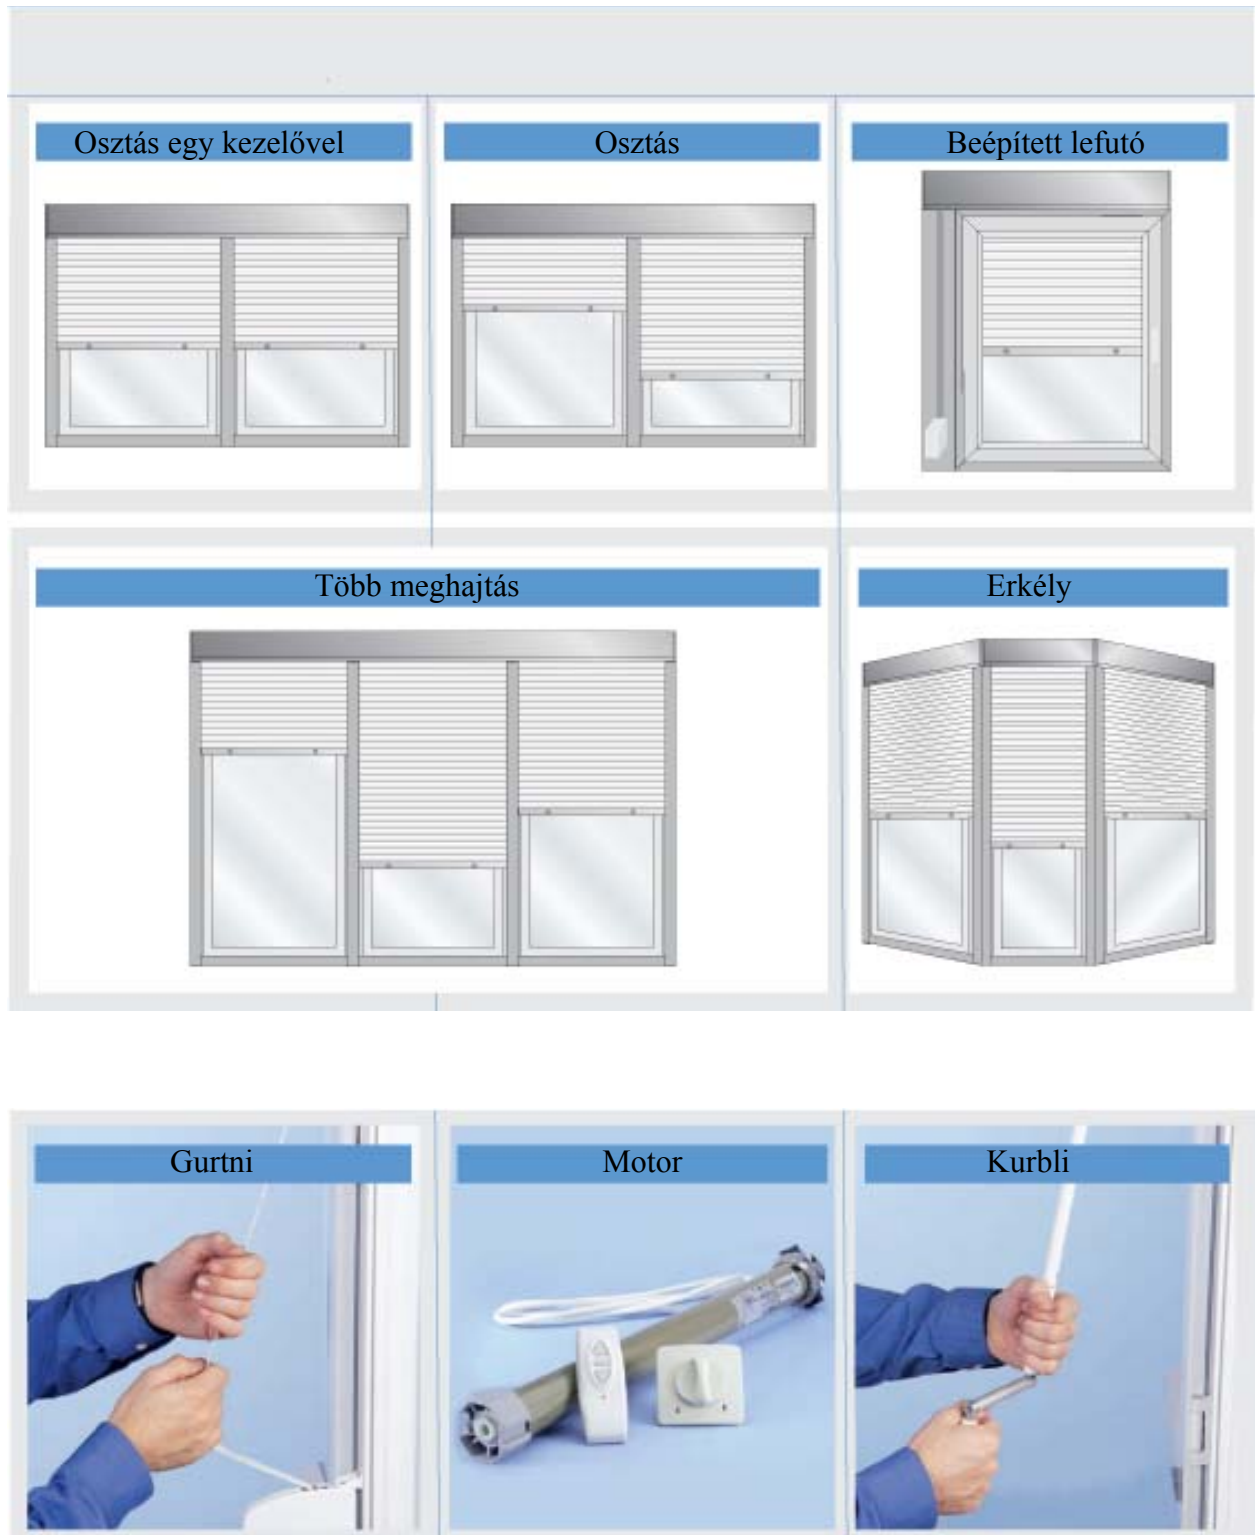 Osztás egy kezelővel
Osztás
Beépített lefutó
Több meghajtás
Erkély
Gurtni
Motor
Kurbli